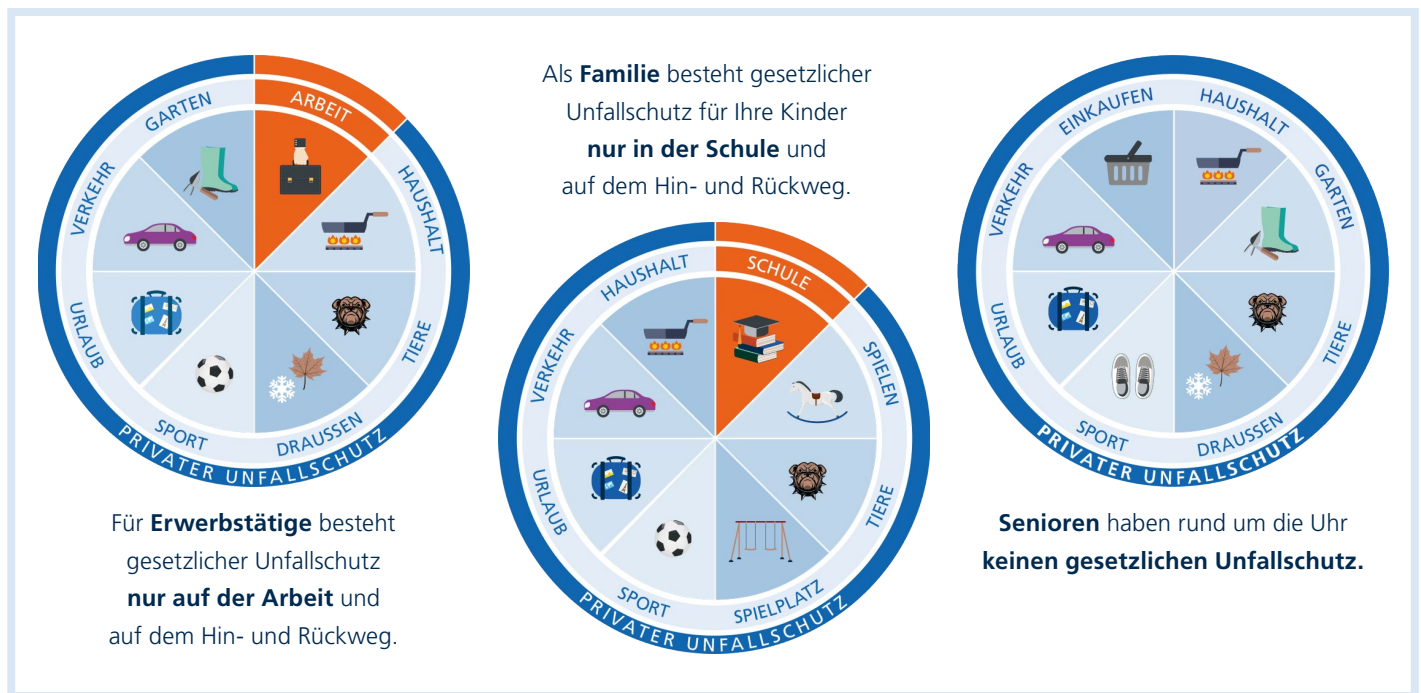 GARTEN
ARBEIT
HAUSHALT
TIERE
DRAUSSEN
SPORT
URLAUB
VERKEHR
PRIVATER UNFALLSCHUTZ
Für Erwerbstätige besteht
gesetzlicher Unfallschutz
nur auf der Arbeit und
auf dem Hin- und Rückweg.
Als Familie besteht gesetzlicher
Unfallschutz für Ihre Kinder
nur in der Schule und
auf dem Hin- und Rückweg.
HAUSHALT
SCHULE
SPIELEN
TIERE
SPIELPLATZ
SPORT
URLAUB
VERKEHR
PRIVATER UNFALLSCHUTZ
EINKAUFEN
HAUSHALT
GARTEN
TIERE
DRAUSSEN
SPORT
URLAUB
VERKEHR
PRIVATER UNFALLSCHUTZ
Senioren haben rund um die Uhr
keinen gesetzlichen Unfallschutz.